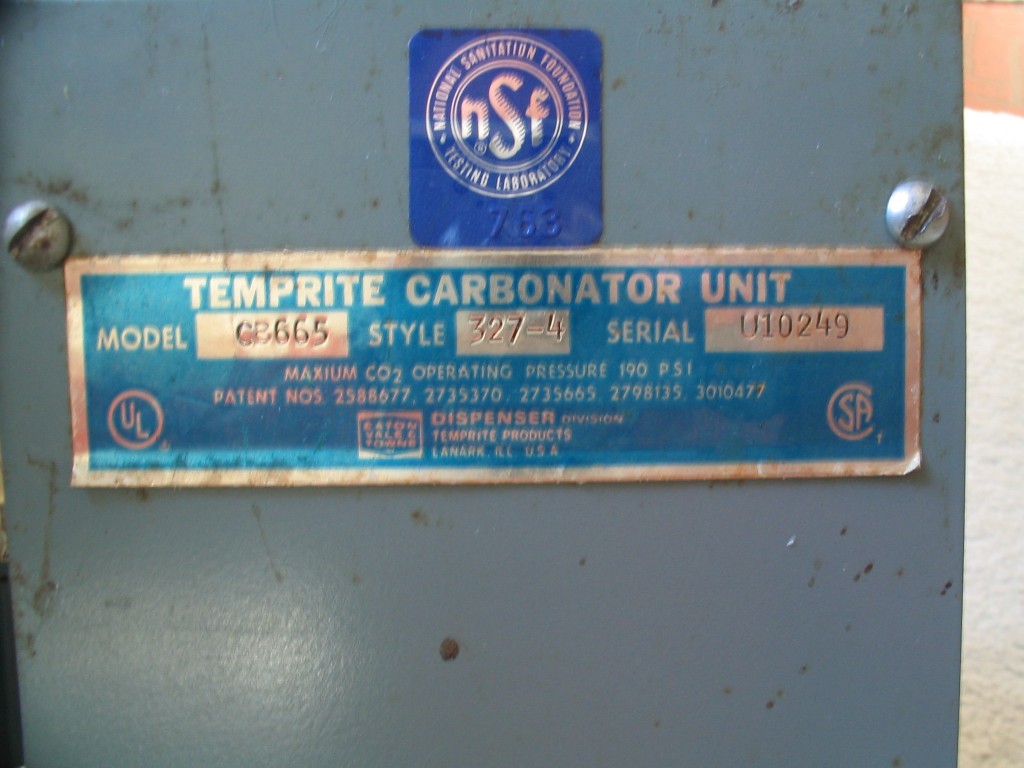 NATIONAL SANITATION FOUNDATION
nsf
®
TESTING LABORATORY
763
TEMPRITE CARBONATOR UNIT
MODEL CB665 STYLE 327-4 SERIAL U10249
MAXIUM CO2 OPERATING PRESSURE 190 PSI
PATENT NOS. 2588677, 2735370, 2735665, 2798135, 3010477
UL
SA
EATON
YALE &
TOWNE
DISPENSER DIVISION
TEMPRITE PRODUCTS
LANARK, ILL. U.S.A.